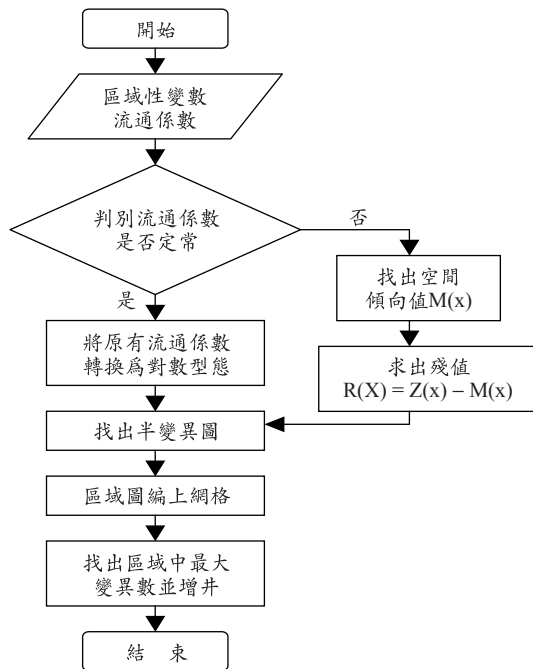 開始
區域性變數
流通係數
判別流通係數
是否定常
否
是
找出空間
傾向值M(x)
將原有流通係數
轉換爲對數型態
求出殘值
R(X) = Z(x) – M(x)
找出半變異圖
區域圖編上網格
找出區域中最大
變異數並增井
結 束